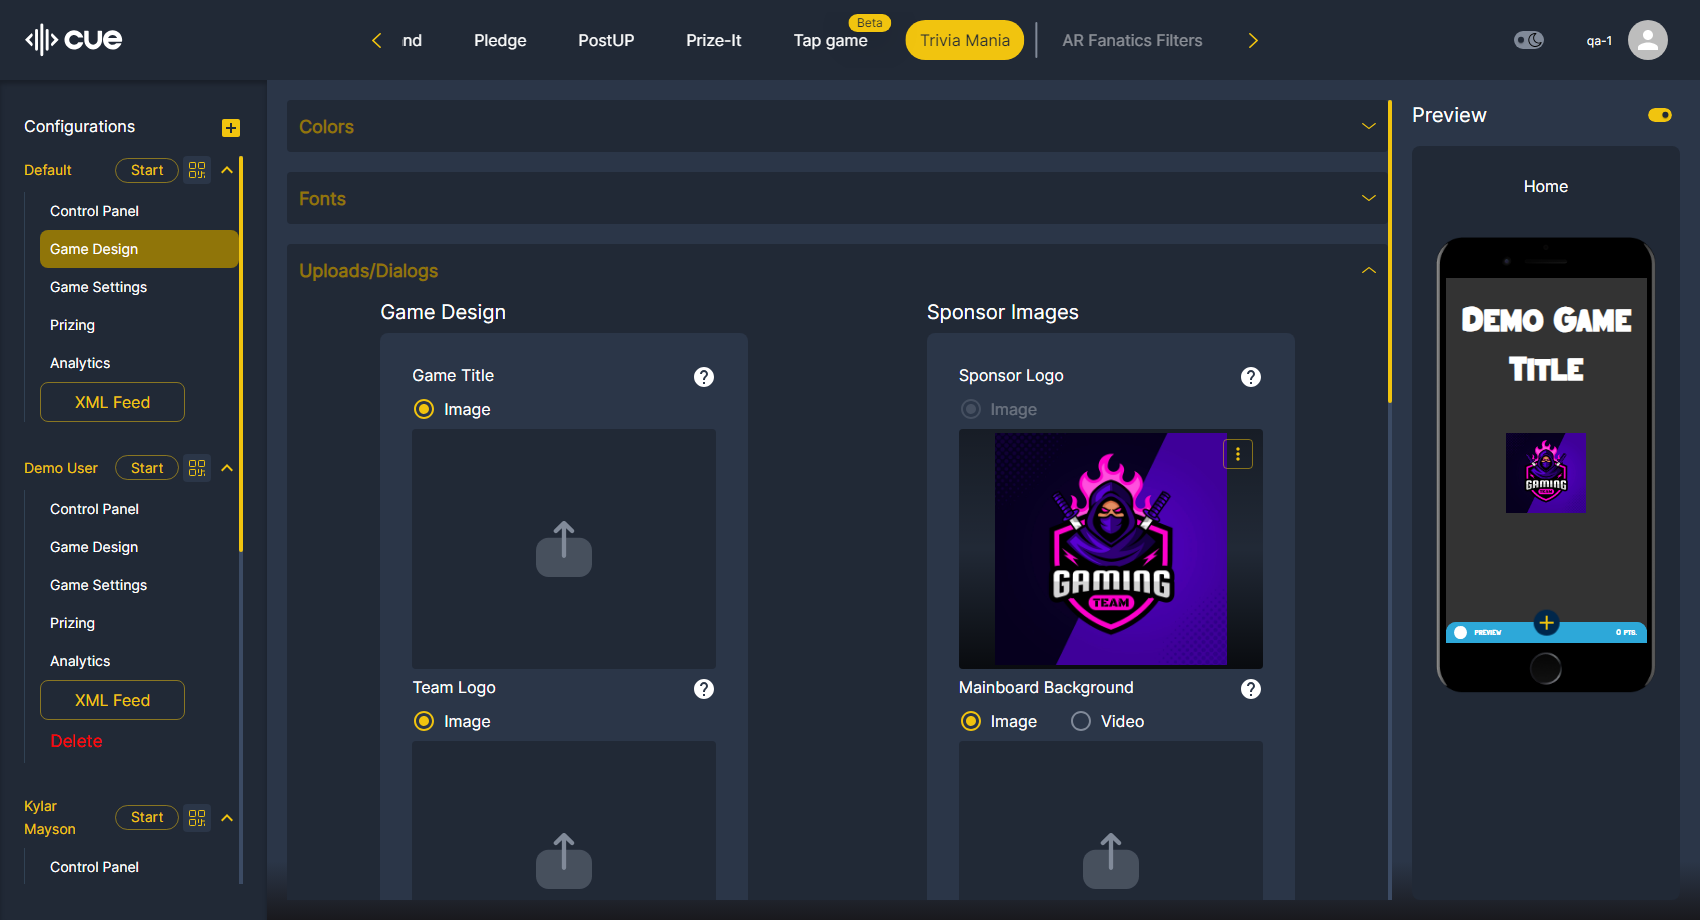 cue
nd
Pledge
PostUP
Prize-It
Beta
Tap game
Trivia Mania
AR Fanatics Filters
qa-1
Configurations
Default
Start
Control Panel
Game Design
Game Settings
Prizing
Analytics
XML Feed
Demo User
Start
Control Panel
Game Design
Game Settings
Prizing
Analytics
XML Feed
Delete
Kylar
Mayson
Start
Control Panel
Colors
Fonts
Uploads/Dialogs
Game Design
Game Title
Image
Team Logo
Image
Sponsor Images
Sponsor Logo
Image
GAMING
TEAM
Mainboard Background
Image
Video
Preview
Home
Demo Game
Title
GAMING
TEAM
PREVIEW
0 PTS.